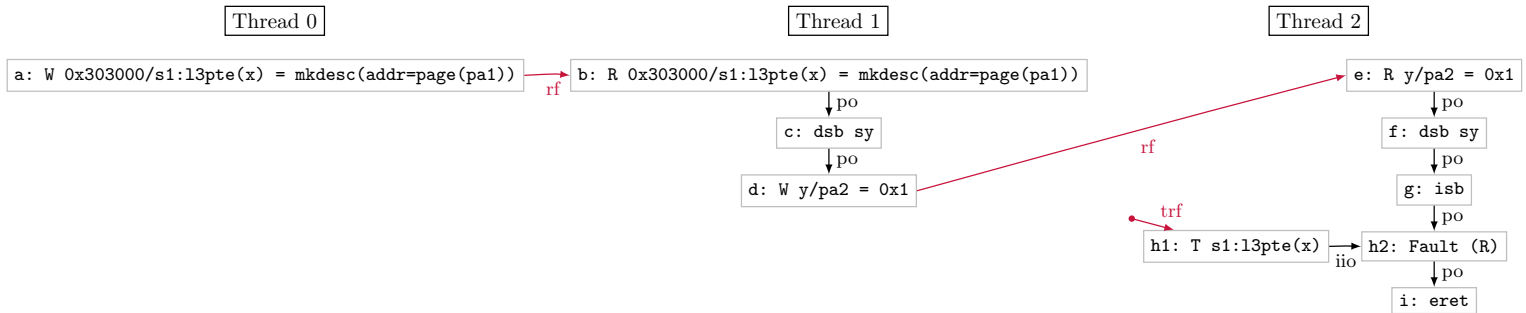 Thread 0
Thread 1
Thread 2
a: W 0x303000/s1:l3pte(x) = mkdesc(addr=page(pa1))
rf
b: R 0x303000/s1:l3pte(x) = mkdesc(addr=page(pa1))
po
c: dsb sy
po
d: W y/pa2 = 0x1
rf
e: R y/pa2 = 0x1
po
f: dsb sy
po
g: isb
po
trf
h1: T s1:l3pte(x)
iio
h2: Fault (R)
po
i: eret